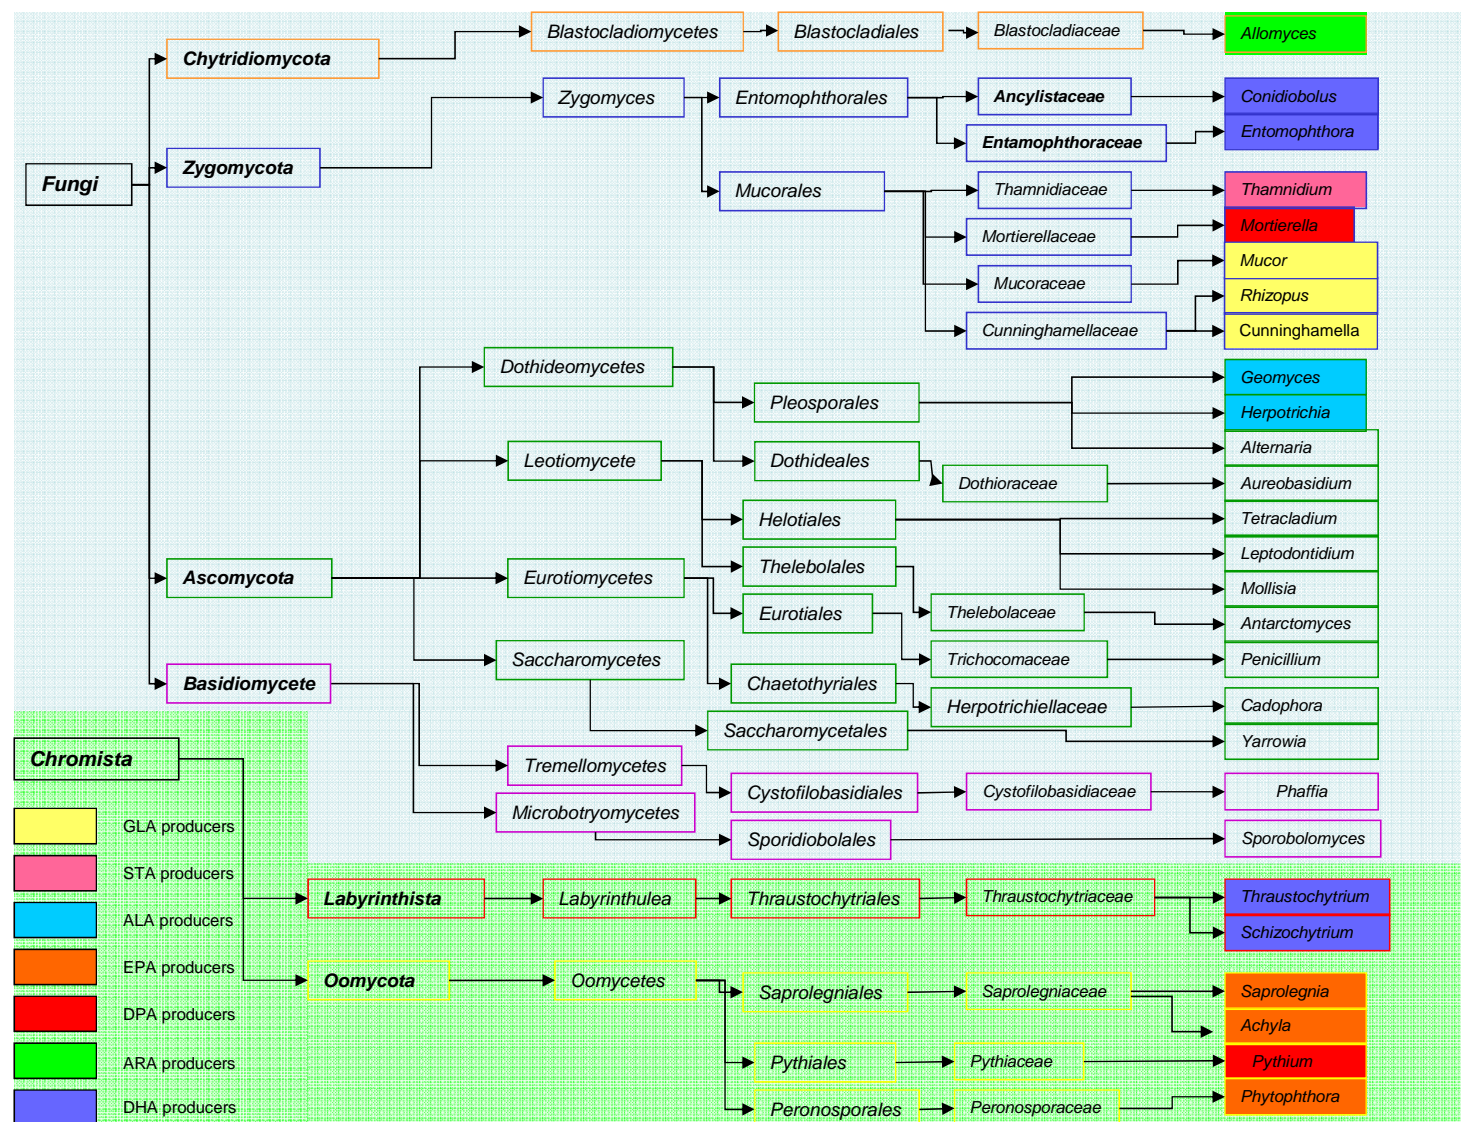 Blastocladiomycetes
Blastocladiales
Blastocladiaceae
Allomyces
Chytridiomycota
Zygomyces
Entomophthorales
Ancylistaceae
Conidiobolus
Entomophthora
Entamophthoraceae
Fungi
Zygomycota
Mucorales
Thamnidiaceae
Thamnidium
Mortierellaceae
Mortierella
Mucoraceae
Mucor
Rhizopus
Cunninghamellaceae
Cunninghamella
Dothideomycetes
Pleosporales
Geomyces
Herpotrichia
Alternaria
Leotiomycete
Dothideales
Dothioraceae
Aureobasidium
Helotiales
Tetracladium
Leptodontidium
Mollisia
Ascomycota
Eurotiomycetes
Thelebolales
Eurotiales
Thelebolaceae
Antarctomyces
Saccharomycetes
Trichocomaceae
Penicillium
Basidiomycete
Chaetothyriales
Herpotrichiellaceae
Cadophora
Saccharomycetales
Yarrowia
Chromista
Tremellomycetes
Cystofilobasidiales
Cystofilobasidiaceae
Phaffia
Microbotryomycetes
Sporidiobolales
Sporobolomyces
GLA producers
STA producers
ALA producers
EPA producers
DPA producers
ARA producers
DHA producers
Labyrinthista
Labyrinthulea
Thraustochytriales
Thraustochytriaceae
Thraustochytrium
Schizochytrium
Oomycota
Oomycetes
Saprolegniales
Saprolegniaceae
Saprolegnia
Achyla
Pythiales
Pythiaceae
Pythium
Peronosporales
Peronosporaceae
Phytophthora